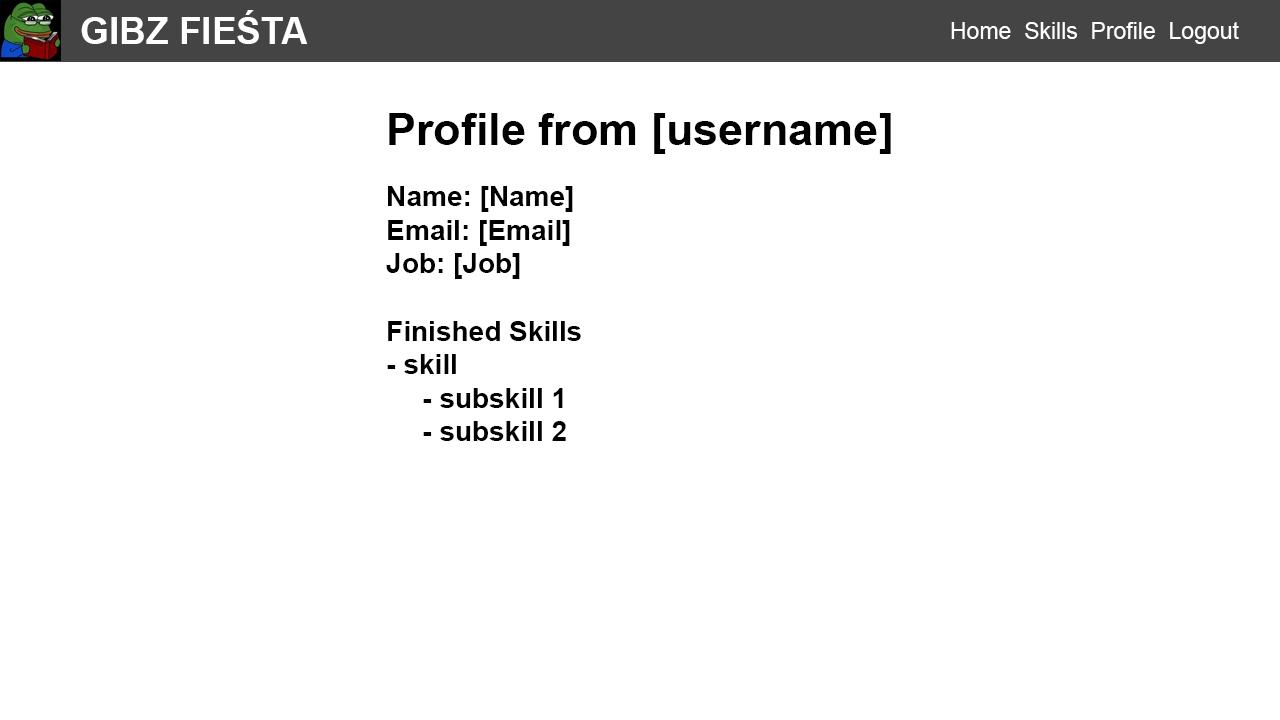 GIBZ FIEŚTA
Home Skills Profile Logout
Profile from [username]
Name: [Name]
Email: [Email]
Job: [Job]
Finished Skills
- skill
- subskill 1
- subskill 2